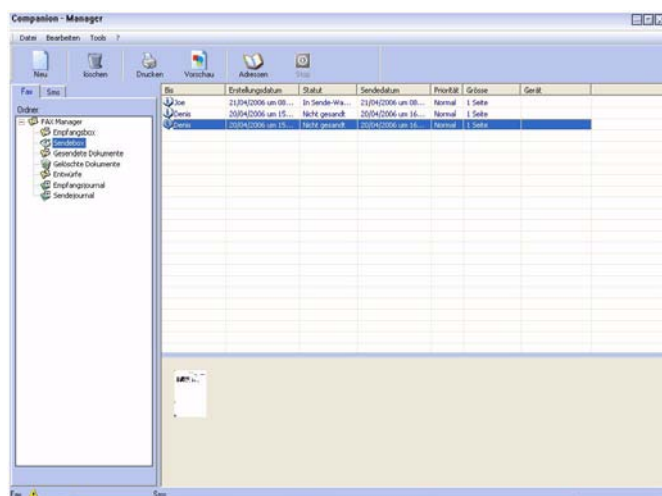 Companion - Manager
Datei Bearbeiten Tools ?
Neu löschen Drucken Vorschau Adressen Stop
Fax Sms
Ordner:
FAX Manager
Empfangsbox
Sendebox
Gesendete Dokumente
Gelöschte Dokumente
Entwürfe
Empfangsjournal
Sendejournal
Bis Erstellungsdatum Statut Sendedatum Priorität Grösse Gerät
Joe 21/04/2006 um 08... In Sende-Wa... 21/04/2006 um 08... Normal 1 Seite
Denis 20/04/2006 um 15... Nicht gesandt 20/04/2006 um 16... Normal 1 Seite
Denis 20/04/2006 um 15... Nicht gesandt 20/04/2006 um 16... Normal 1 Seite
Fax Sms